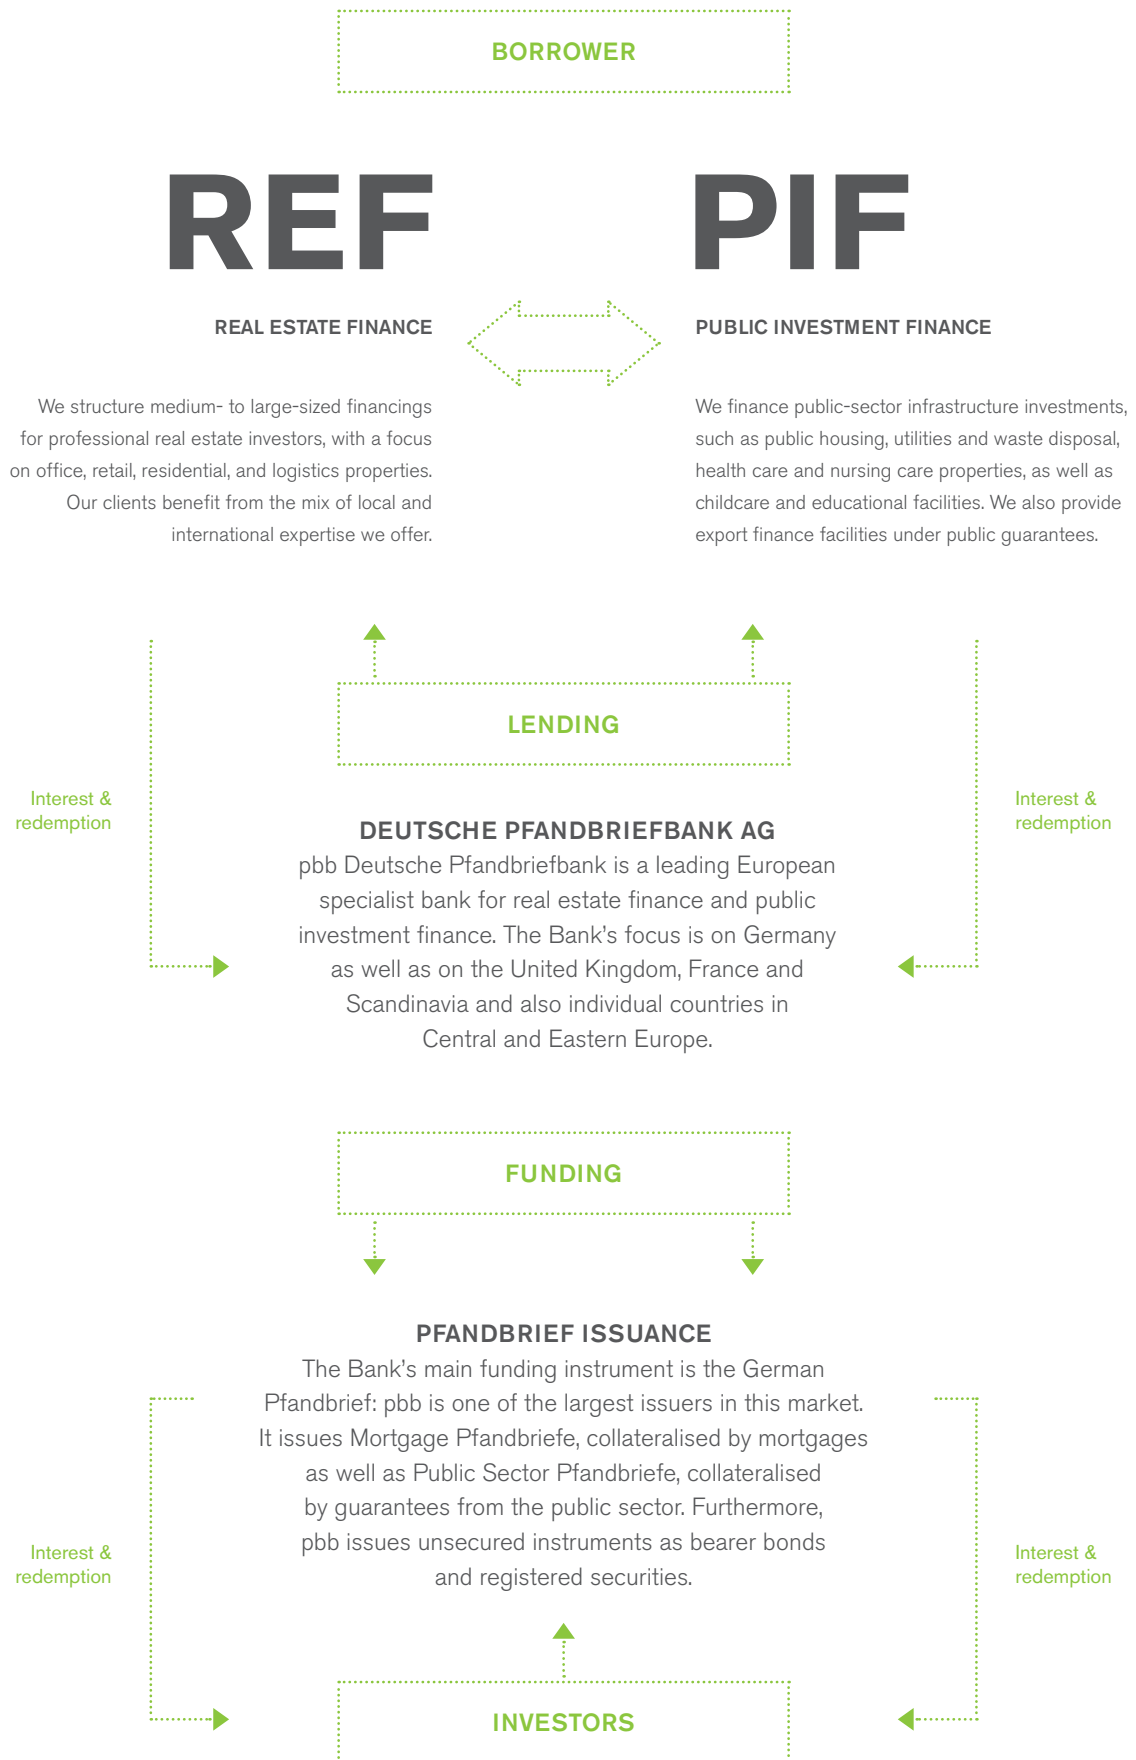 BORROWER
REF
REAL ESTATE FINANCE
We structure medium- to large-sized financings
for professional real estate investors, with a focus
on office, retail, residential, and logistics properties.
Our clients benefit from the mix of local and
international expertise we offer.
PIF
PUBLIC INVESTMENT FINANCE
We finance public-sector infrastructure investments,
such as public housing, utilities and waste disposal,
health care and nursing care properties, as well as
childcare and educational facilities. We also provide
export finance facilities under public guarantees.
LENDING
Interest &
redemption
Interest &
redemption
DEUTSCHE PFANDBRIEFBANK AG
pbb Deutsche Pfandbriefbank is a leading European
specialist bank for real estate finance and public
investment finance. The Bank's focus is on Germany
as well as on the United Kingdom, France and
Scandinavia and also individual countries in
Central and Eastern Europe.
FUNDING
PFANDBRIEF ISSUANCE
The Bank's main funding instrument is the German
Pfandbrief: pbb is one of the largest issuers in this market.
It issues Mortgage Pfandbriefe, collateralised by mortgages
as well as Public Sector Pfandbriefe, collateralised
by guarantees from the public sector. Furthermore,
pbb issues unsecured instruments as bearer bonds
and registered securities.
Interest &
redemption
Interest &
redemption
INVESTORS